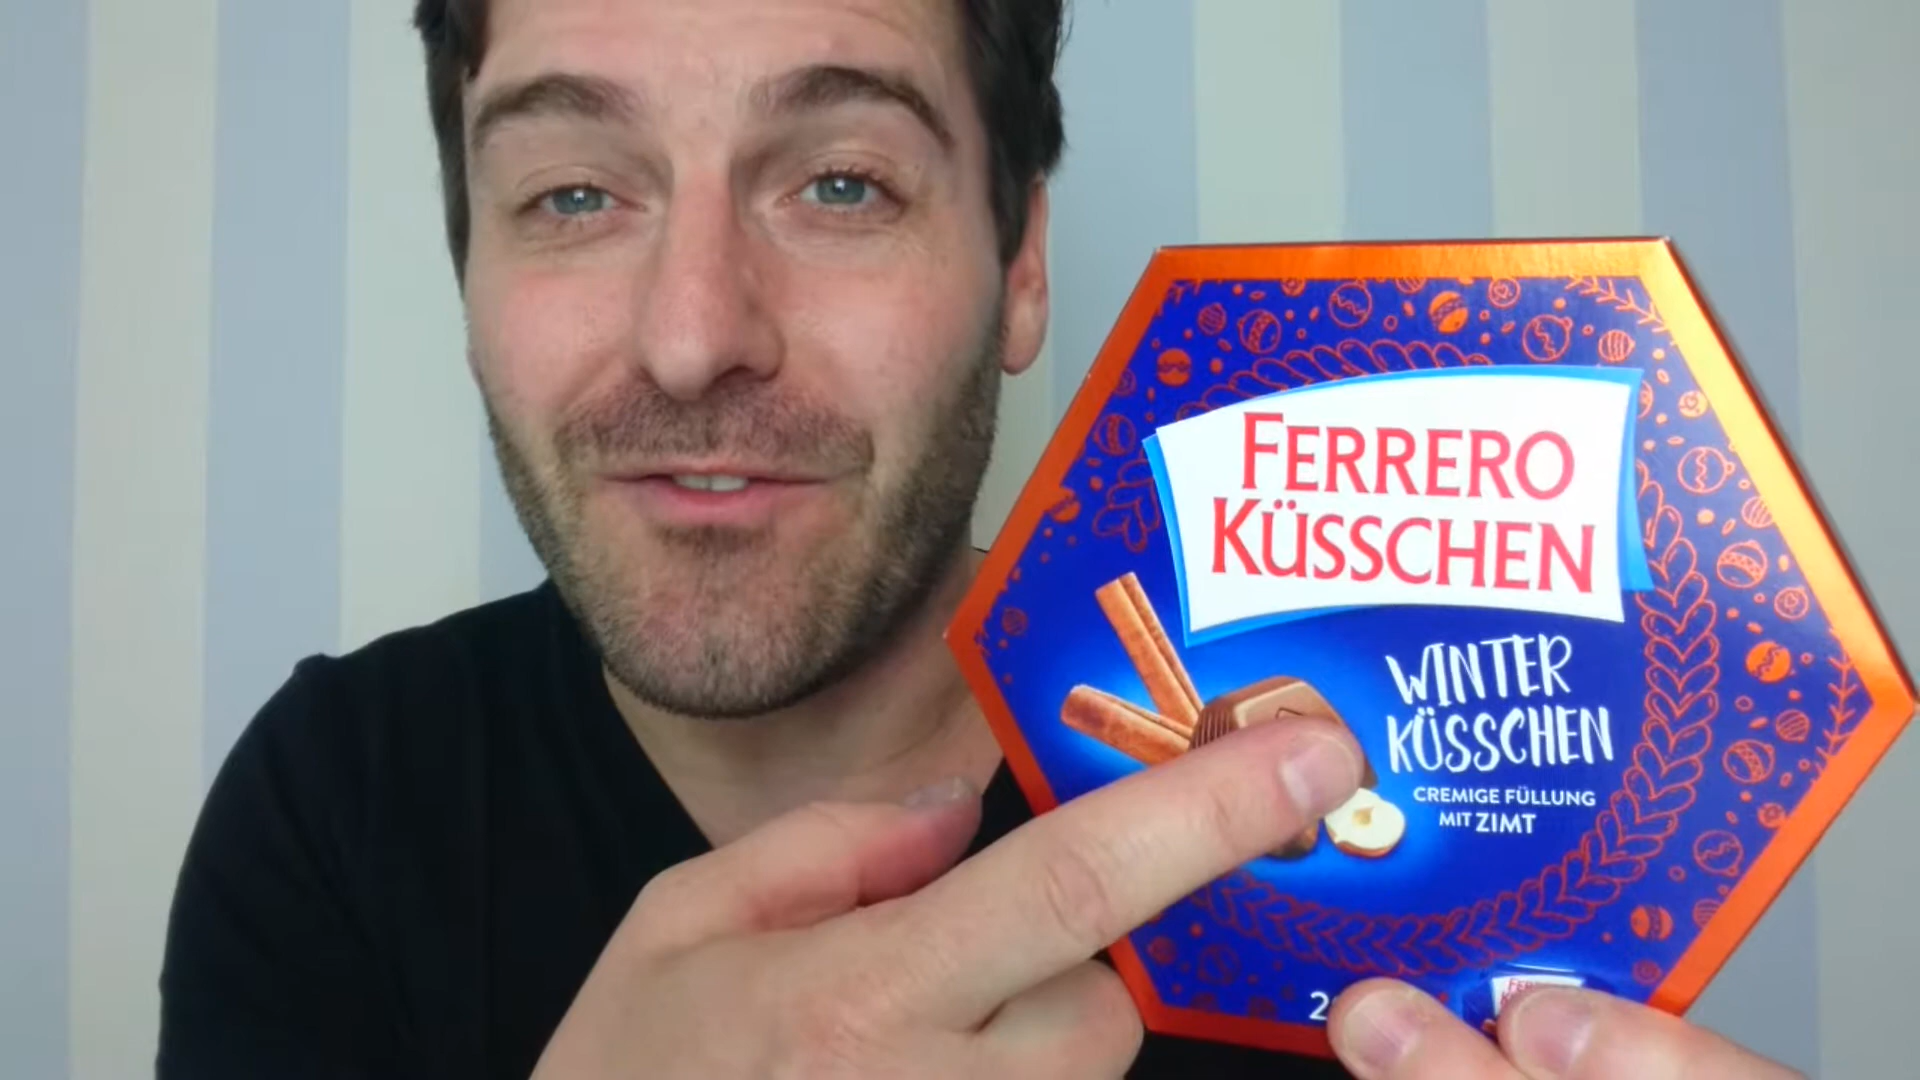 FERRERO
KÜSSCHEN
WINTER
KÜSSCHEN
CREMIGE FÜLLUNG
MIT ZIMT